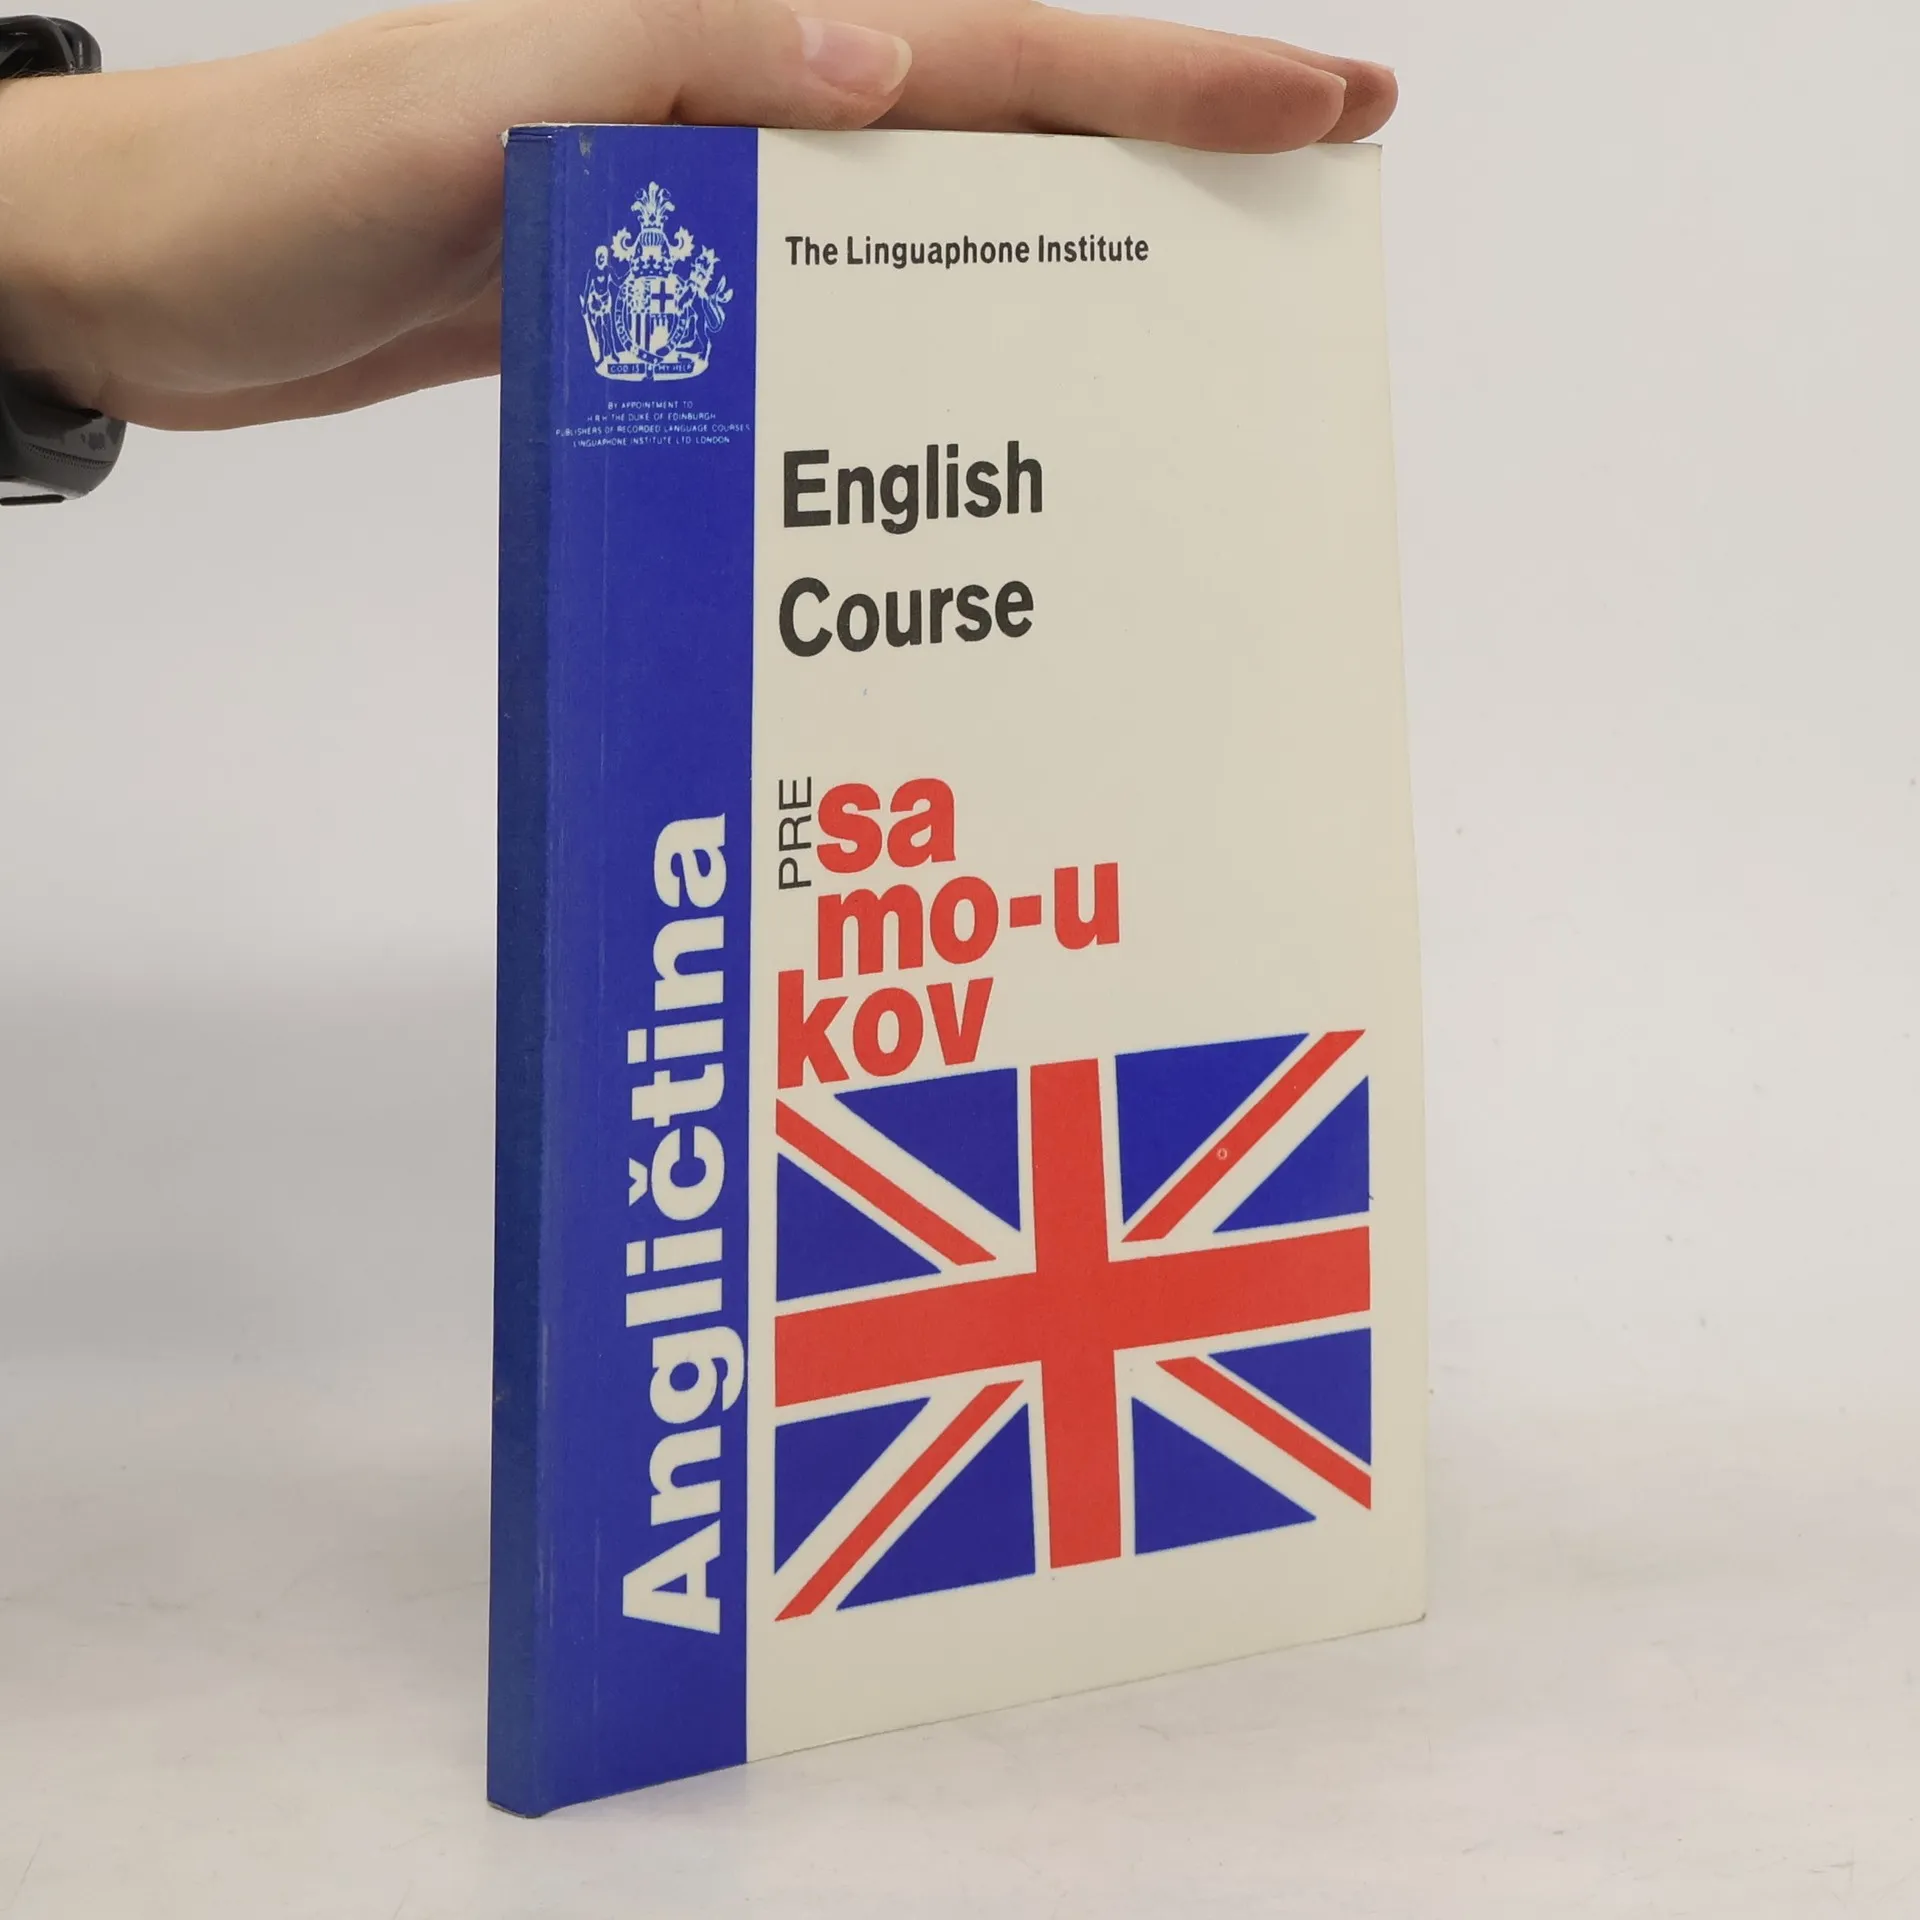 GOD IS MY HELP
BY APPOINTMENT TO
H R H THE DUKE OF EDINBURGH
PUBLISHERS OF RECORDED LANGUAGE COURSES
LINGUAPHONE INSTITUTE LTD LONDON
Angličtina
The Linguaphone Institute
English
Course
PRE
sa
mo-u
kov